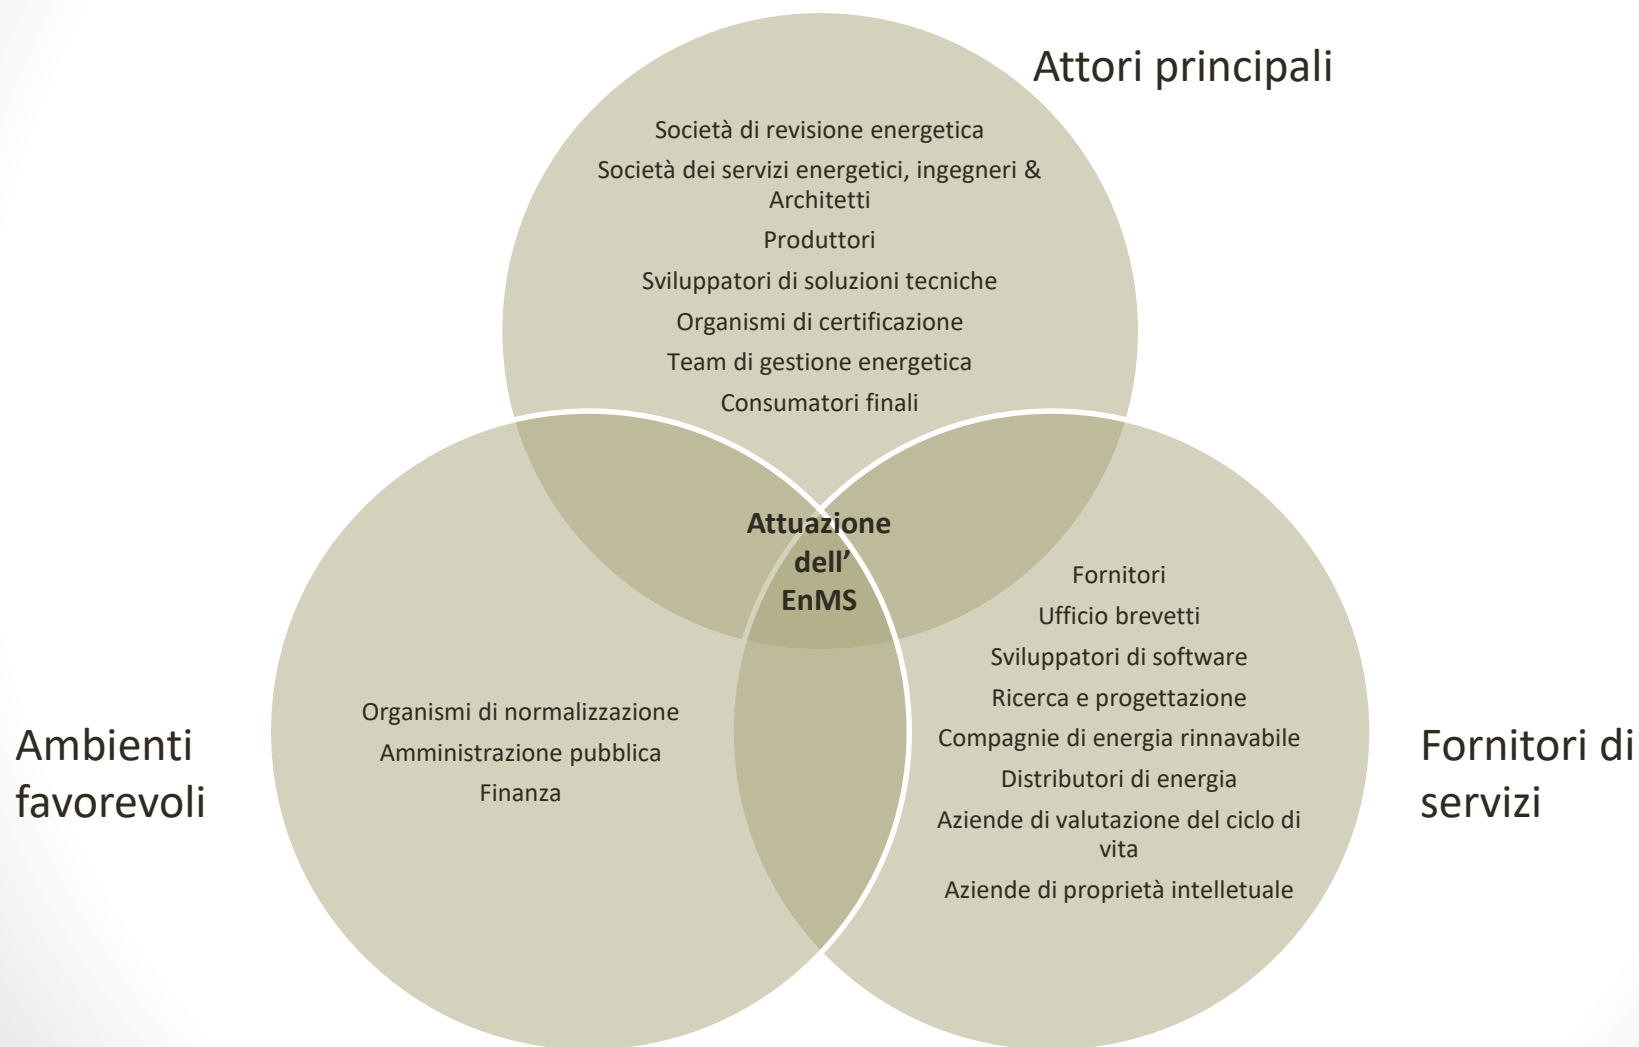 Attori principali
Società di revisione energetica
Società dei servizi energetici, ingegneri &
Architetti
Produttori
Sviluppatori di soluzioni tecniche
Organismi di certificazione
Team di gestione energetica
Consumatori finali
Attuazione
dell’
EnMS
Fornitori
Ufficio brevetti
Sviluppatori di software
Ricerca e progettazione
Compagnie di energia rinnavabile
Distributori di energia
Aziende di valutazione del ciclo di
vita
Aziende di proprietà intelletuale
Organismi di normalizzazione
Amministrazione pubblica
Finanza
Ambienti
favorevoli
Fornitori di
servizi